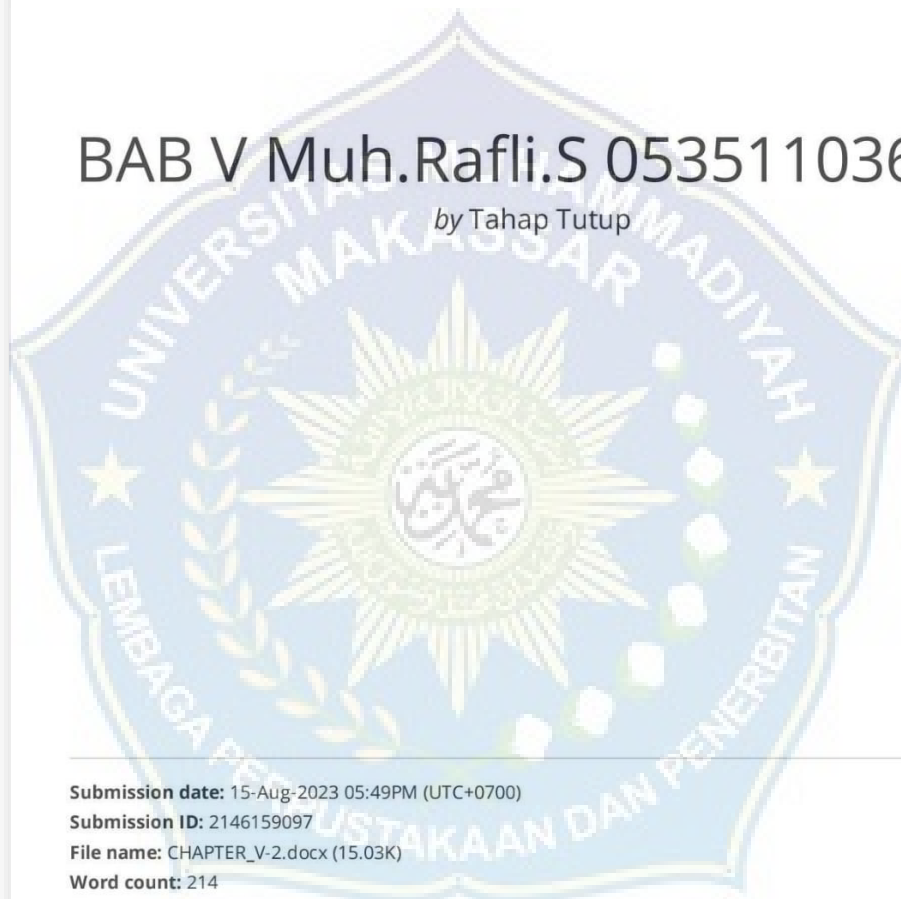 BAB V Muh.Rafli.S 053511036
by Tahap Tutup
UNIVERSITAS MUHAMMADIYAH
MAKASSAR
LEMBAGA PERPUSTAKAAN DAN PENERBITAN
Submission date: 15-Aug-2023 05:49PM (UTC+0700)
Submission ID: 2146159097
File name: CHAPTER_V-2.docx (15.03K)
Word count: 214